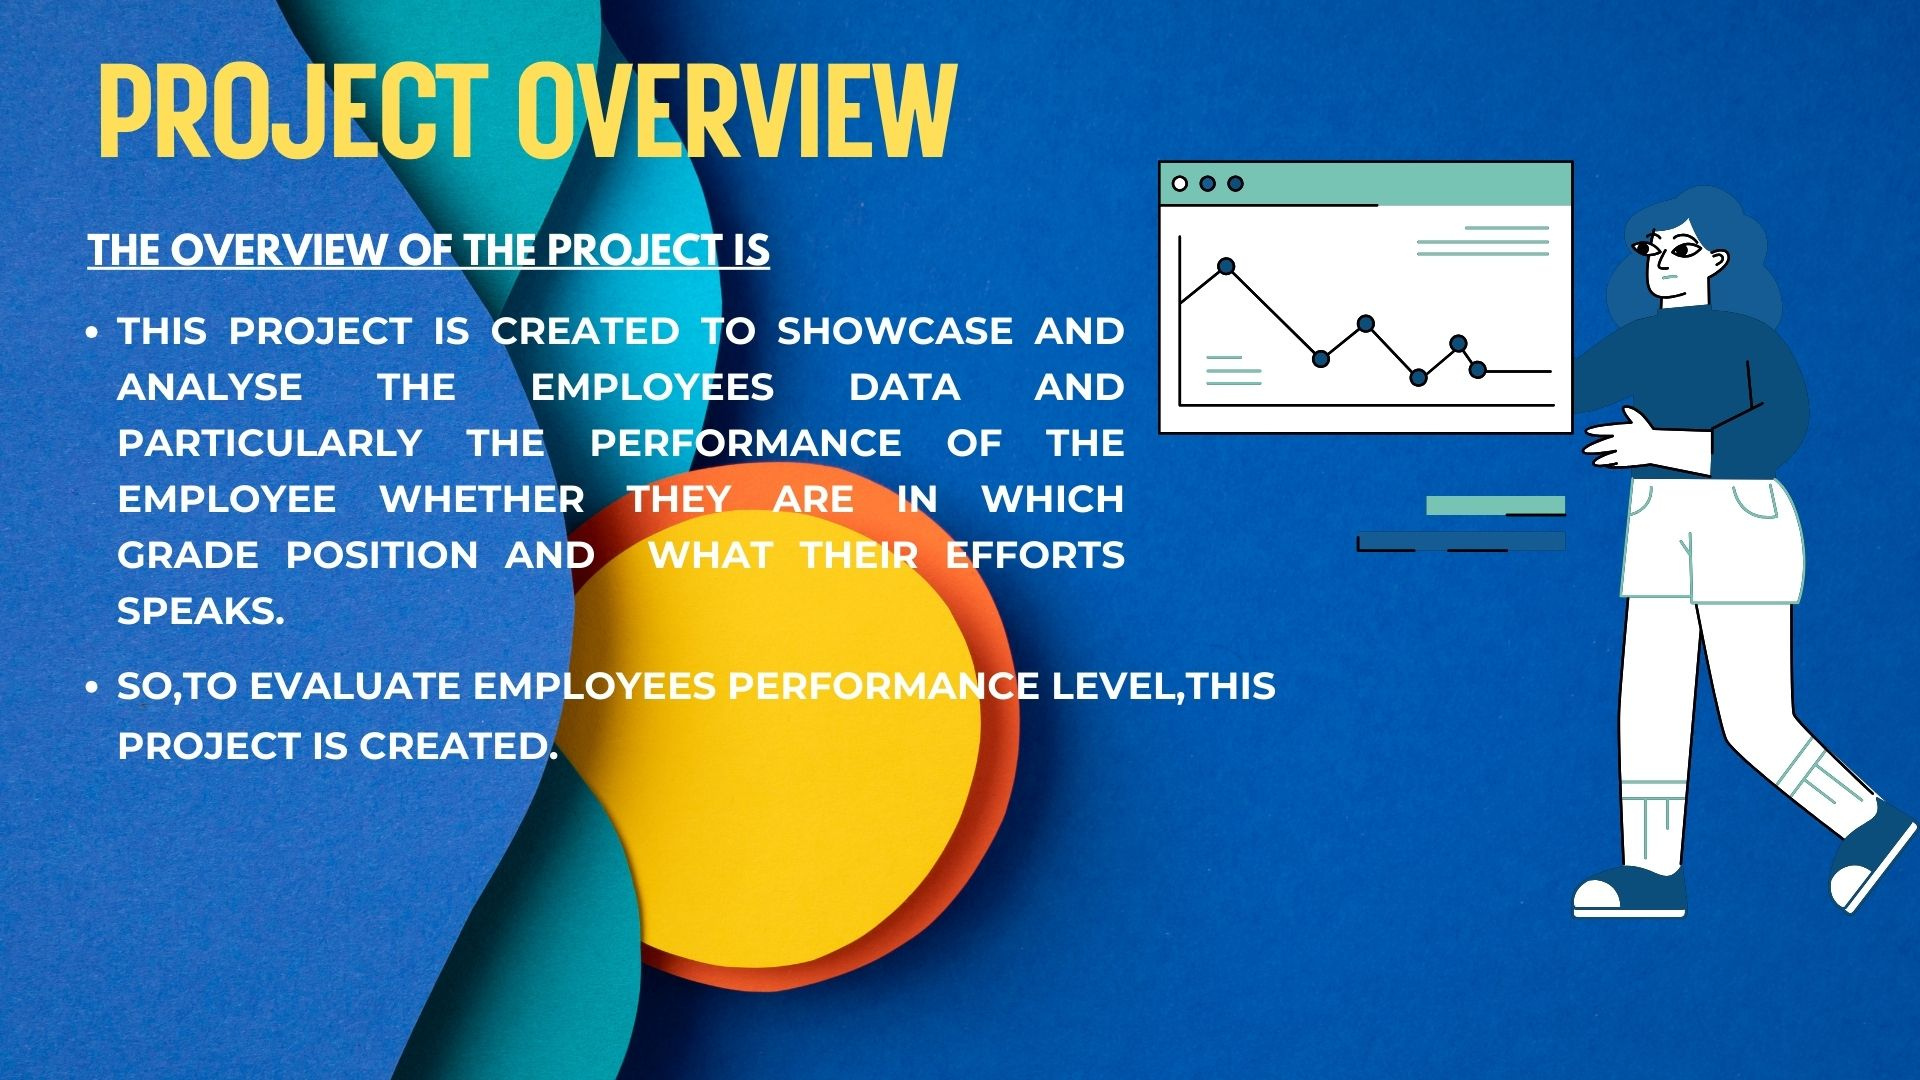 PROJECT OVERVIEW
THE OVERVIEW OF THE PROJECT IS
• THIS PROJECT IS CREATED TO SHOWCASE AND
ANALYSE THE EMPLOYEES DATA AND
PARTICULARLY THE PERFORMANCE OF THE
EMPLOYEE WHETHER THEY ARE IN WHICH
GRADE POSITION AND WHAT THEIR EFFORTS
SPEAKS.
• SO,TO EVALUATE EMPLOYEES PERFORMANCE LEVEL,THIS
PROJECT IS CREATED.